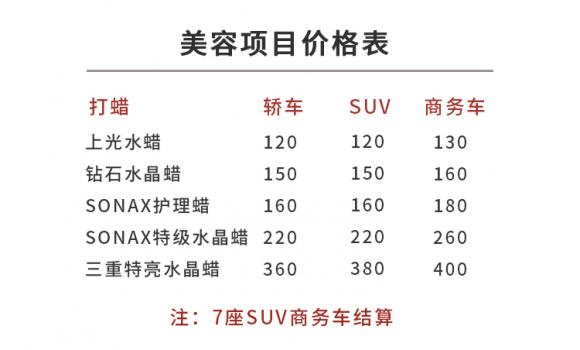 美容项目价格表
打蜡 轿车 SUV 商务车
上光水蜡 120 120 130
钻石水晶蜡 150 150 160
SONAX护理蜡 160 160 180
SONAX特级水晶蜡 220 220 260
三重特亮水晶蜡 360 380 400
注：7座SUV商务车结算